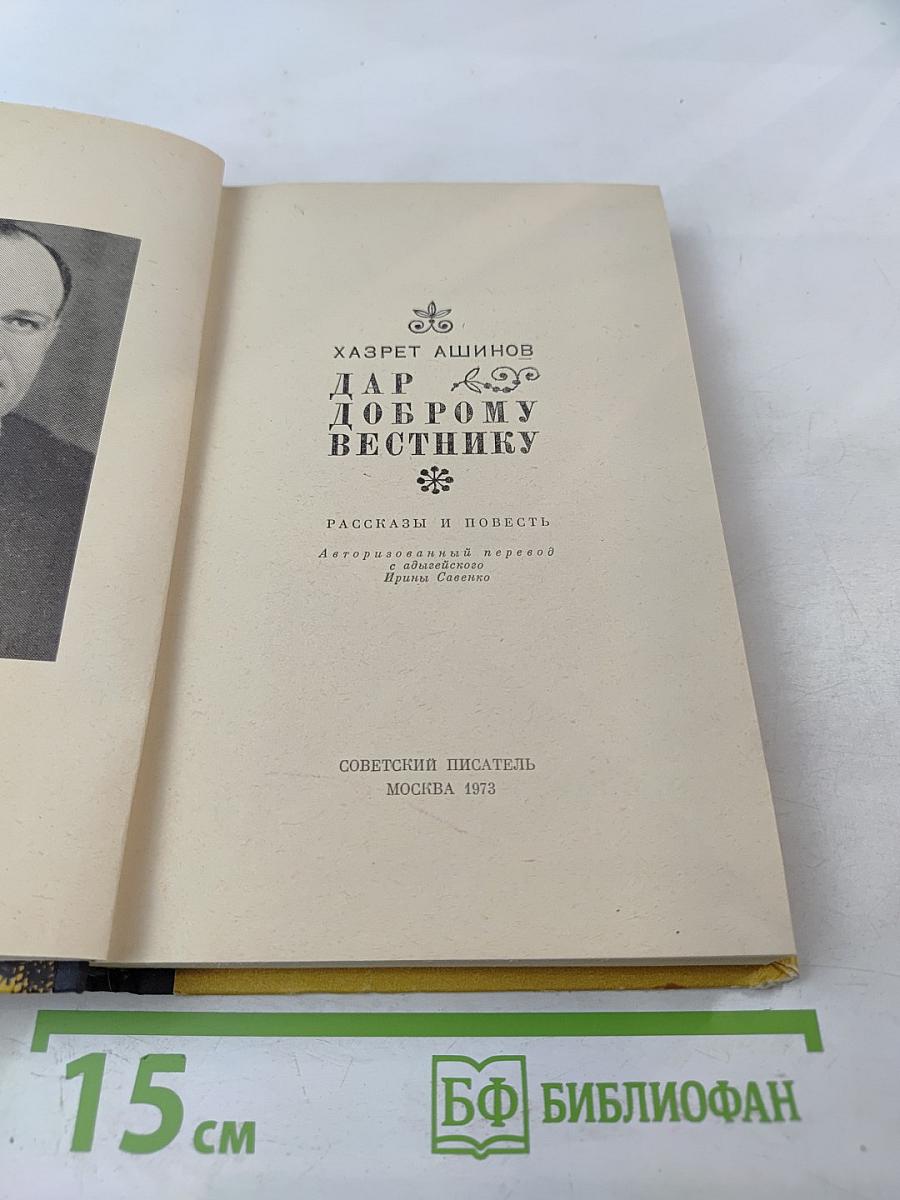 ХАЗРЕТ АШИНОВ
ДАР
ДОБРОМУ
ВЕСТНИКУ
РАССКАЗЫ И ПОВЕСТЬ
Авторизованный перевод
с адыгейского
Ирины Савенко
СОВЕТСКИЙ ПИСАТЕЛЬ
МОСКВА 1973
15 см
БФ БИБЛИОФАН